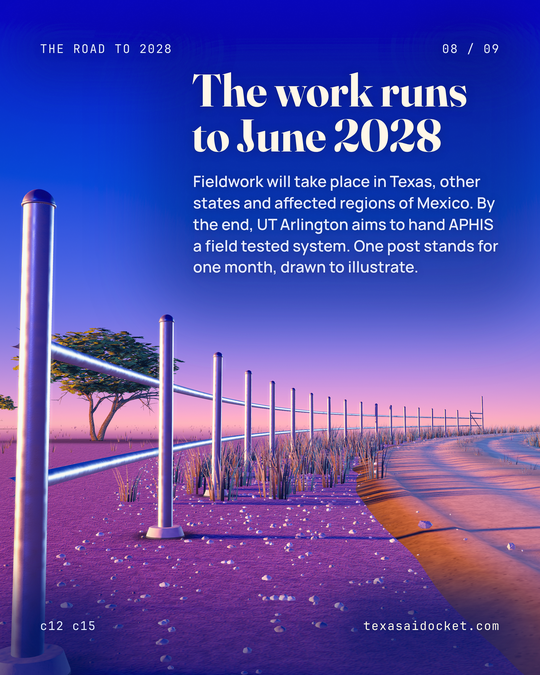 THE ROAD TO 2028
08 / 09
The work runs
to June 2028
Fieldwork will take place in Texas, other
states and affected regions of Mexico. By
the end, UT Arlington aims to hand APHIS
a field tested system. One post stands for
one month, drawn to illustrate.
c12 c15
texasaidocket.com